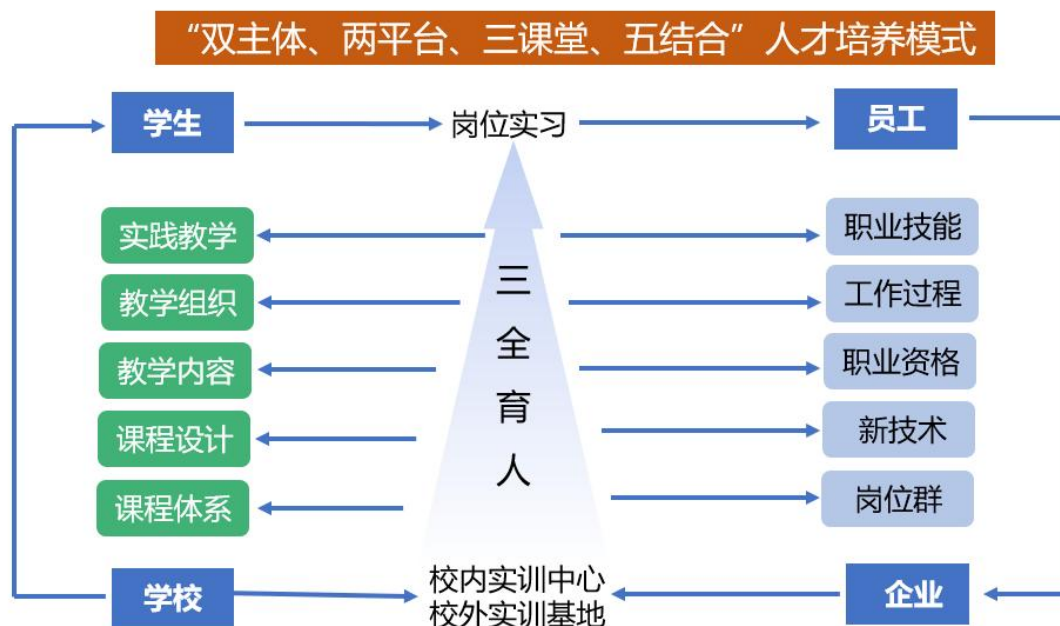 “双主体、两平台、三课堂、五结合”人才培养模式
学生
岗位实习
员工
实践教学
职业技能
教学组织
工作过程
教学内容
职业资格
课程设计
新技术
课程体系
岗位群
三
全
育
人
学校
校内实训中心
校外实训基地
企业